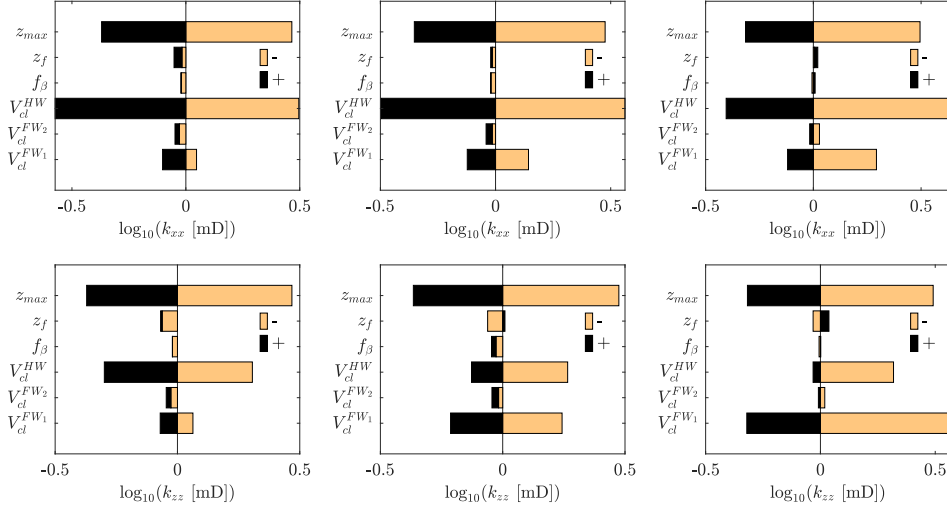 z_max
z_f
f_β
V_cl^HW
V_cl^FW₂
V_cl^FW₁
-
+
-0.5 0 0.5
log₁₀(k_xx [mD])
z_max
z_f
f_β
V_cl^HW
V_cl^FW₂
V_cl^FW₁
-
+
-0.5 0 0.5
log₁₀(k_xx [mD])
z_max
z_f
f_β
V_cl^HW
V_cl^FW₂
V_cl^FW₁
-
+
-0.5 0 0.5
log₁₀(k_xx [mD])
z_max
z_f
f_β
V_cl^HW
V_cl^FW₂
V_cl^FW₁
-
+
-0.5 0 0.5
log₁₀(k_zz [mD])
z_max
z_f
f_β
V_cl^HW
V_cl^FW₂
V_cl^FW₁
-
+
-0.5 0 0.5
log₁₀(k_zz [mD])
z_max
z_f
f_β
V_cl^HW
V_cl^FW₂
V_cl^FW₁
-
+
-0.5 0 0.5
log₁₀(k_zz [mD])